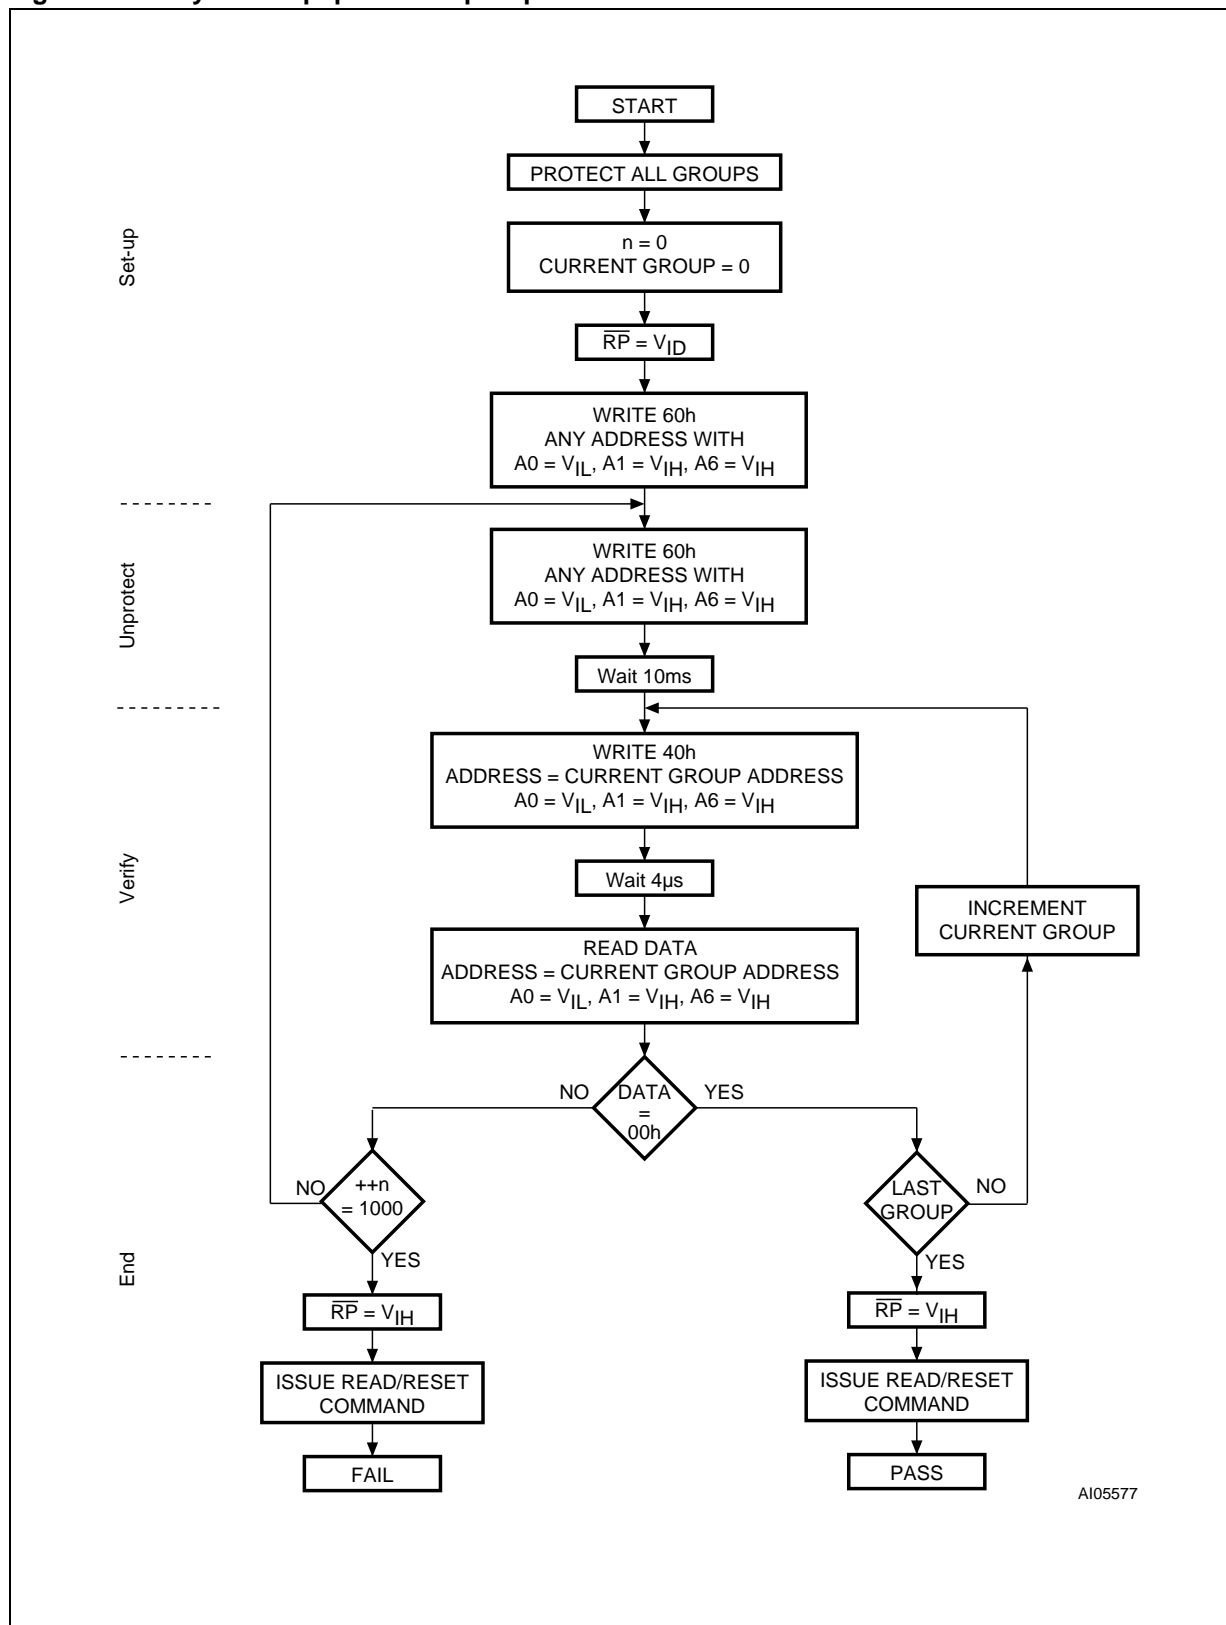 START
PROTECT ALL GROUPS
Set-up
n = 0
CURRENT GROUP = 0
RP = VID
WRITE 60h
ANY ADDRESS WITH
A0 = VIL, A1 = VIH, A6 = VIH
Unprotect
WRITE 60h
ANY ADDRESS WITH
A0 = VIL, A1 = VIH, A6 = VIH
Wait 10ms
Verify
WRITE 40h
ADDRESS = CURRENT GROUP ADDRESS
A0 = VIL, A1 = VIH, A6 = VIH
Wait 4µs
INCREMENT
CURRENT GROUP
READ DATA
ADDRESS = CURRENT GROUP ADDRESS
A0 = VIL, A1 = VIH, A6 = VIH
NO
DATA
=
00h
YES
End
NO
++n
= 1000
YES
LAST
GROUP
NO
YES
RP = VIH
ISSUE READ/RESET
COMMAND
FAIL
RP = VIH
ISSUE READ/RESET
COMMAND
PASS
AI05577